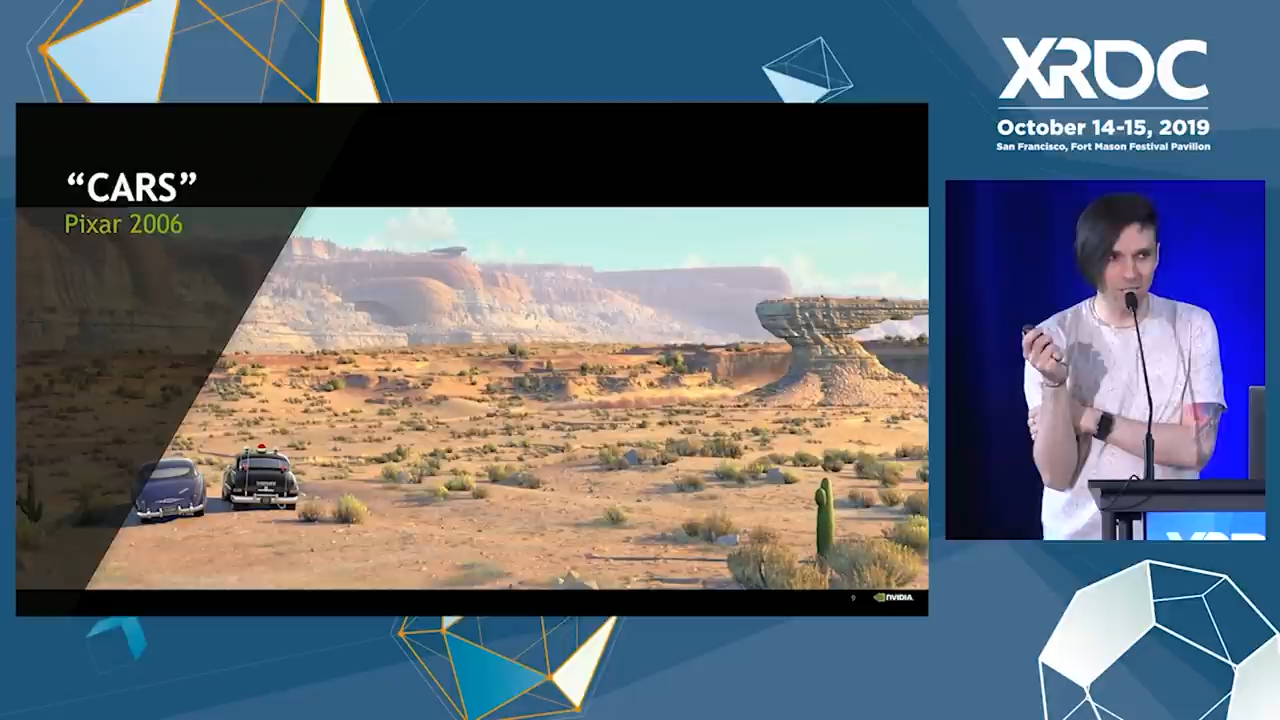 XRDC
October 14-15, 2019
San Francisco, Fort Mason Festival Pavilion
“CARS”
Pixar 2006
9
NVIDIA.